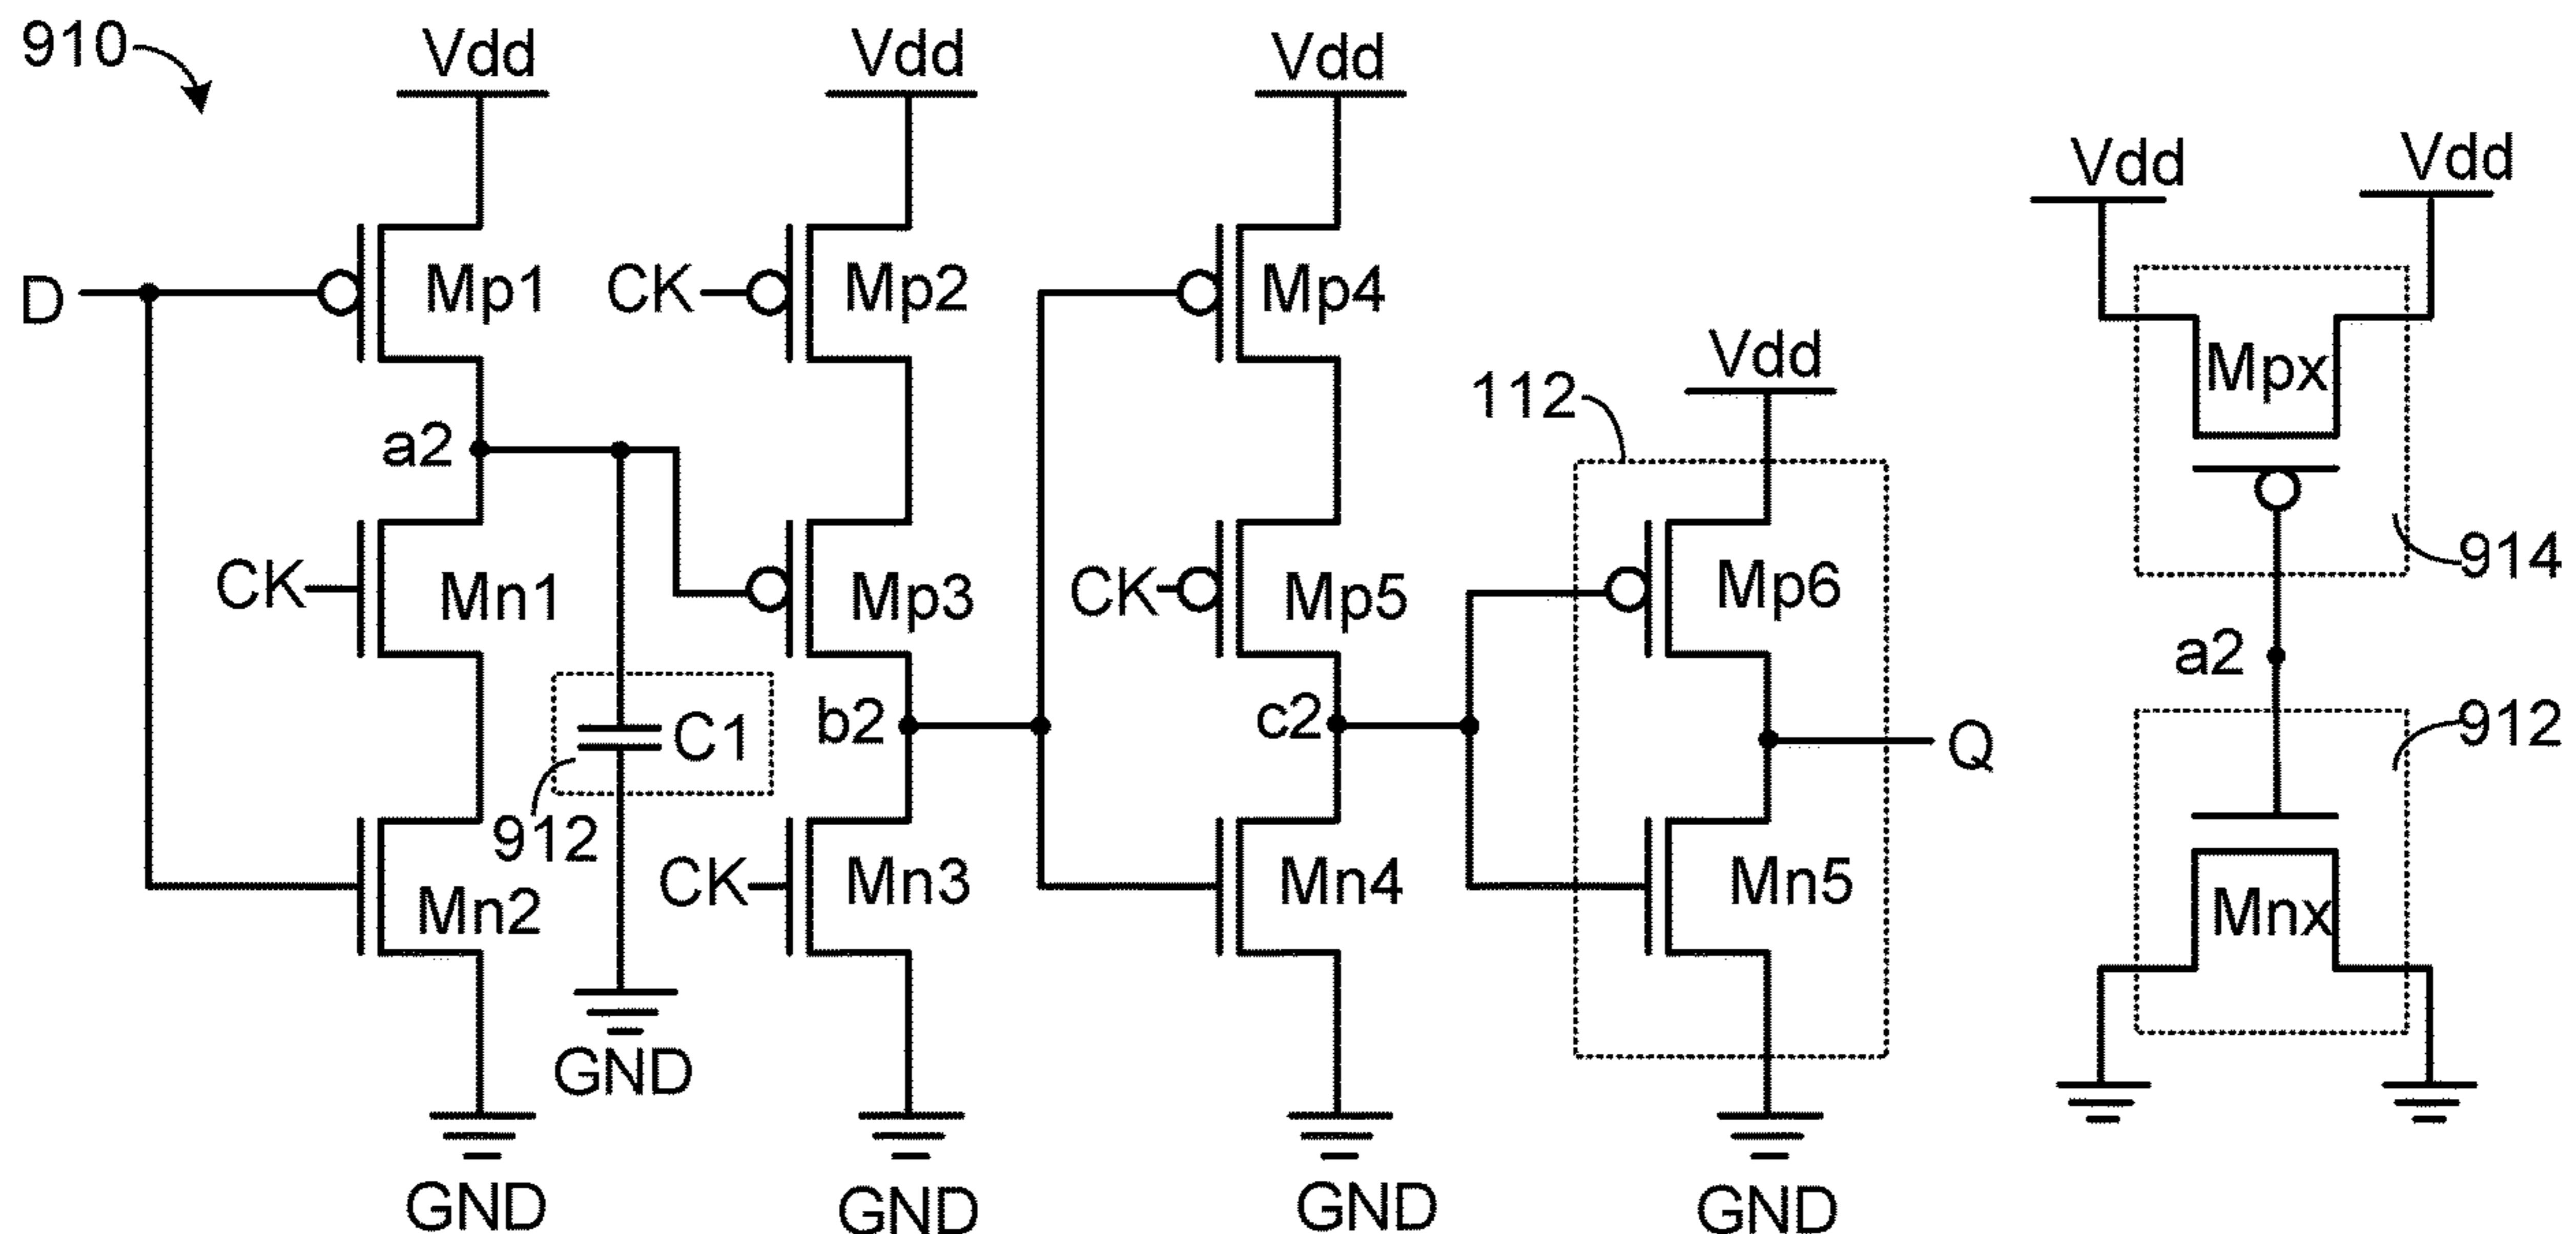 910
Vdd
Vdd
Vdd
Vdd
Vdd
D
Mp1
CK
Mp2
Mp4
Vdd
112
Mpx
a2
CK
Mn1
Mp3
CK
Mp5
Mp6
914
a2
912
C1
b2
c2
Q
912
Mn2
CK
Mn3
Mn4
Mn5
Mnx
GND
GND
GND
GND
GND